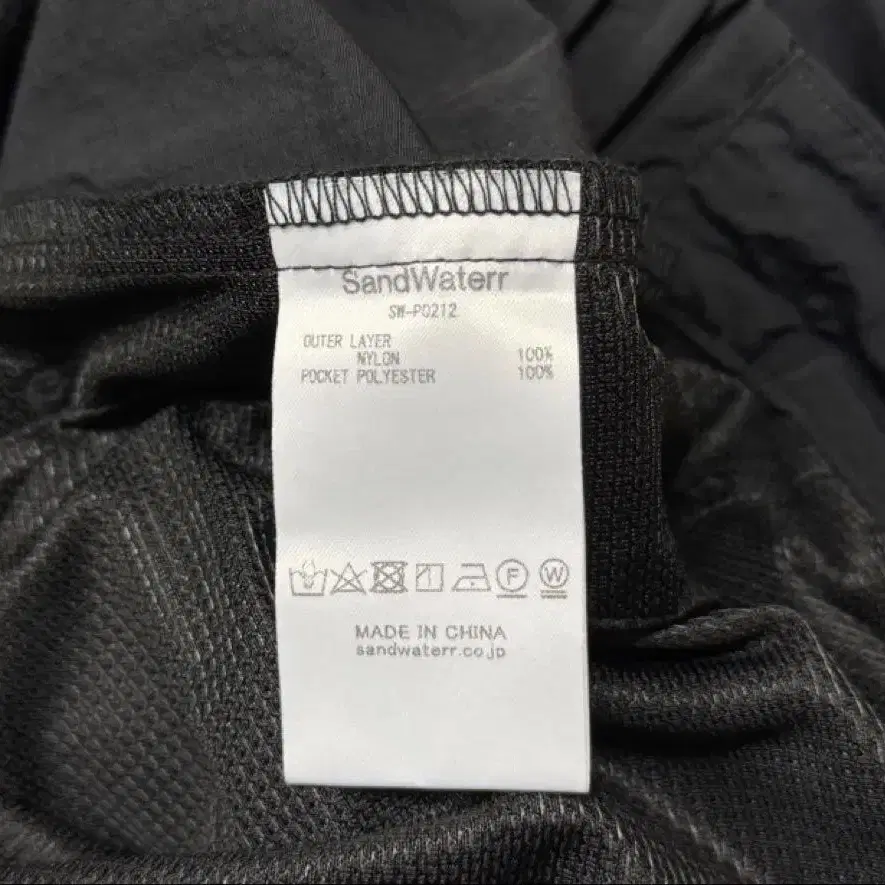 SandWaterr
SW-P0212
OUTER LAYER
NYLON 100%
POCKET POLYESTER 100%
F W
MADE IN CHINA
sandwaterr.co.jp